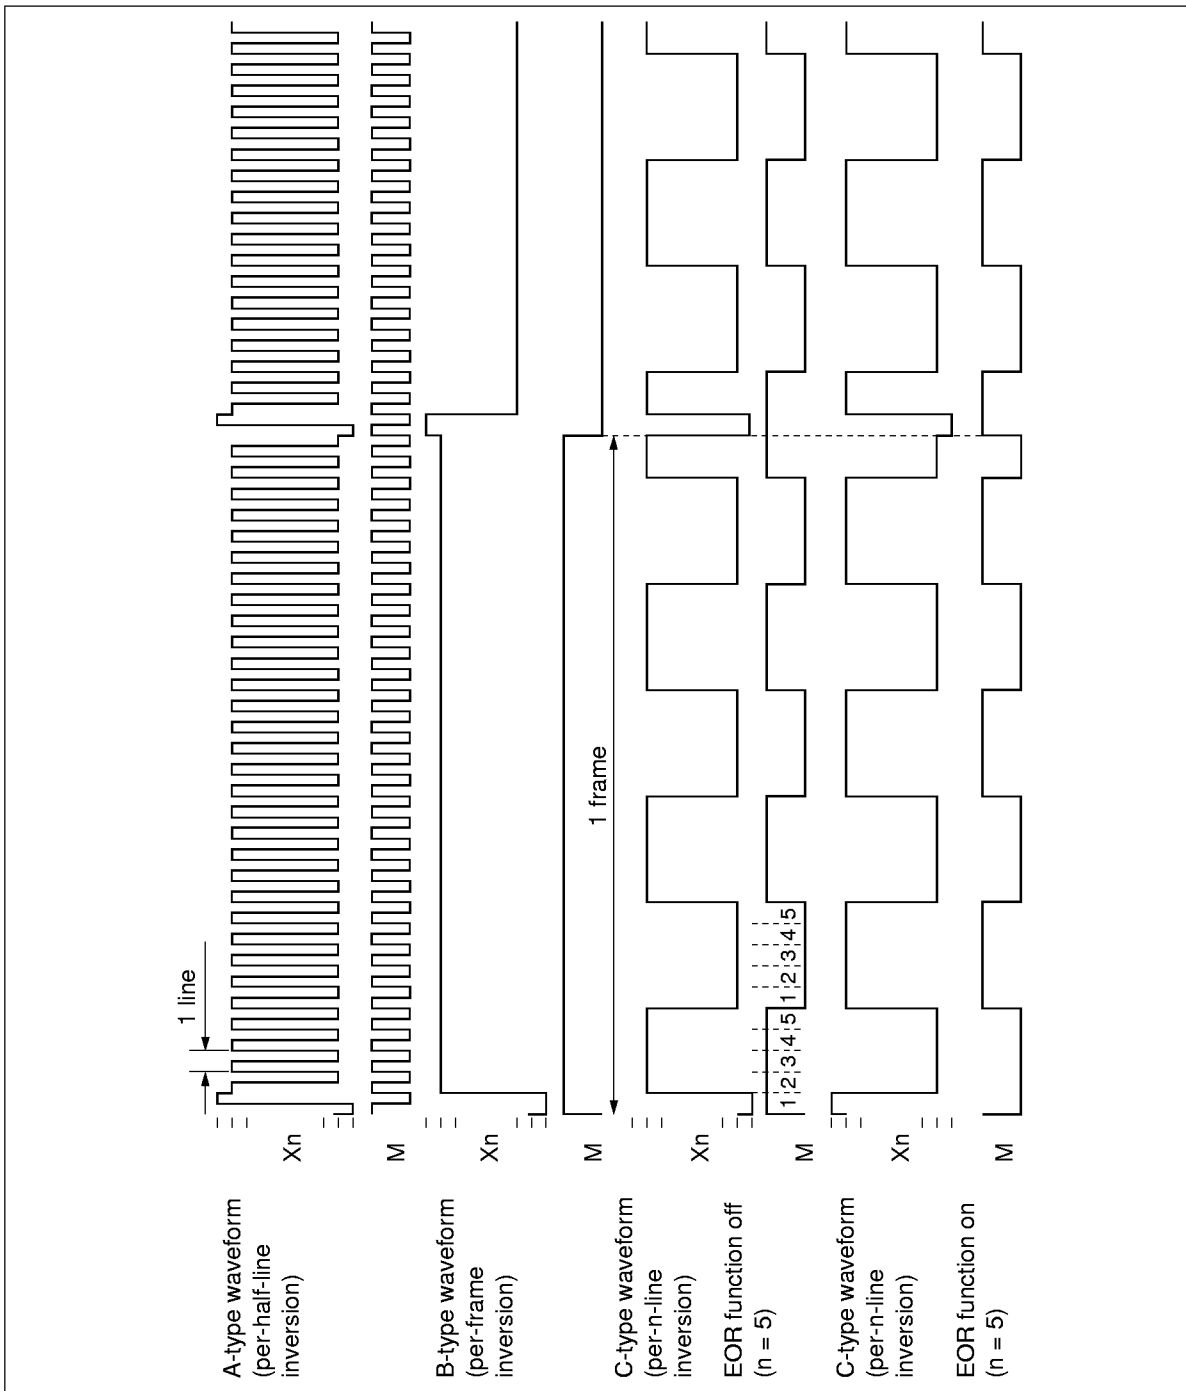 A-type waveform
(per-half-line
inversion)
Xn
1 line
M
B-type waveform
(per-frame
inversion)
Xn
M
1 frame
C-type waveform
(per-n-line
inversion)
Xn
EOR function off
(n = 5)
M
1 2 3 4 5 1 2 3 4 5
C-type waveform
(per-n-line
inversion)
Xn
EOR function on
(n = 5)
M